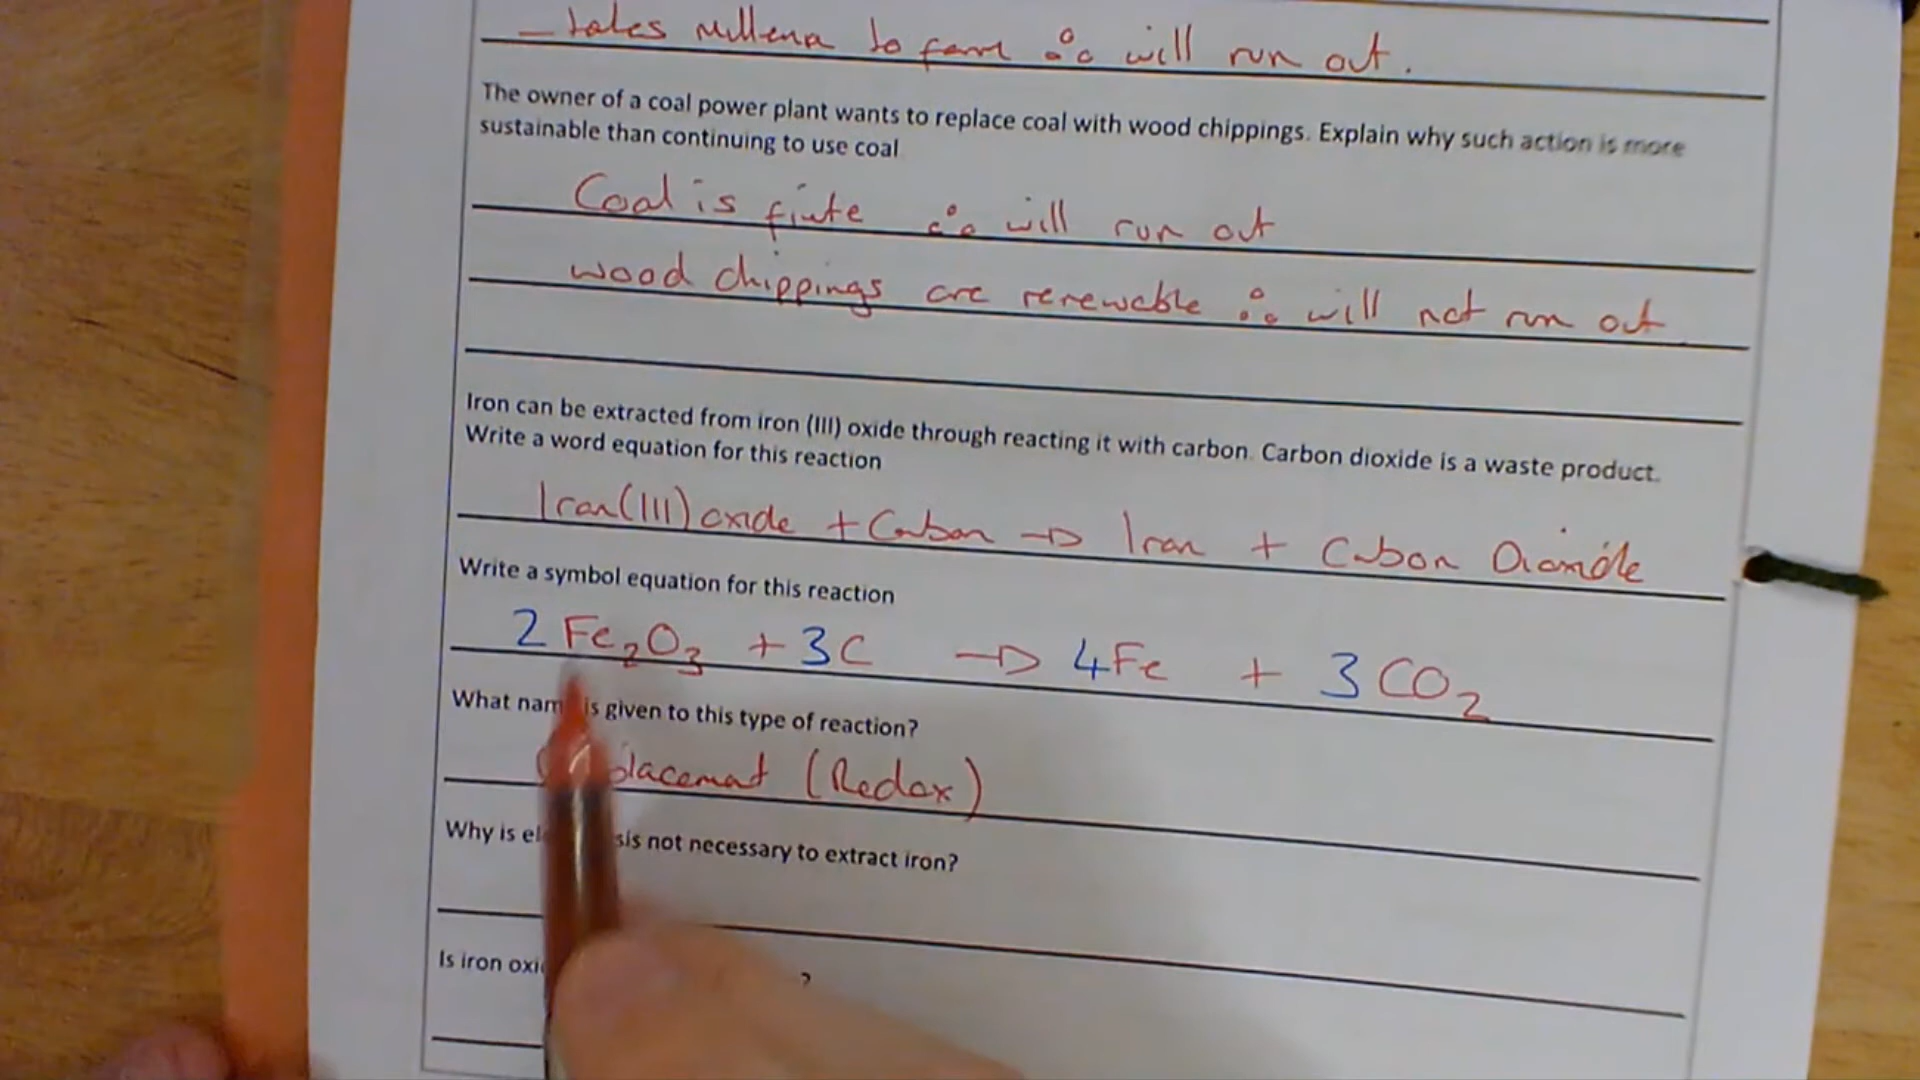 – takes millena to form ∴ will run out.
The owner of a coal power plant wants to replace coal with wood chippings. Explain why such action is more
sustainable than continuing to use coal
Coal is finte ∴ will run out
wood chippings are renewable ∴ will not run out
Iron can be extracted from iron (III) oxide through reacting it with carbon. Carbon dioxide is a waste product.
Write a word equation for this reaction
Iron(III) oxide + Carbon → Iron + Carbon Dioxide
Write a symbol equation for this reaction
2Fe₂O₃ + 3C → 4Fe + 3CO₂
What nam is given to this type of reaction?
placement (Redox)
Why is el sis not necessary to extract iron?
Is iron oxi ?